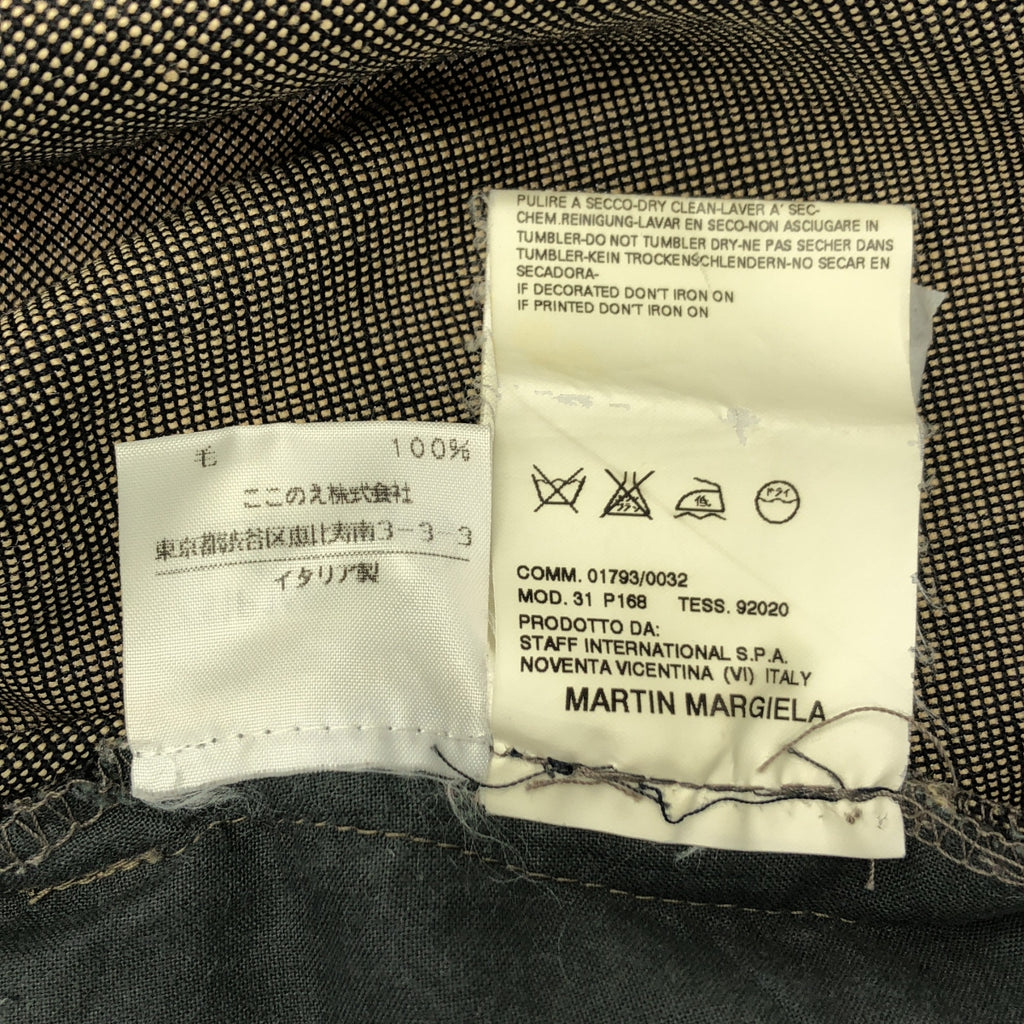 毛 100%
ここのえ株式会社
東京都渋谷区恵比寿南3-3-3
イタリア製
PULIRE A SECCO-DRY CLEAN-LAVER A' SEC-
CHEM.REINIGUNG-LAVAR EN SECO-NON ASCIUGARE IN
TUMBLER-DO NOT TUMBLER DRY-NE PAS SECHER DANS
TUMBLER-KEIN TROCKENSCHLENDERN-NO SECAR EN
SECADORA-
IF DECORATED DON'T IRON ON
IF PRINTED DON'T IRON ON
低 ドライ
COMM. 01793/0032
MOD. 31 P168 TESS. 92020
PRODOTTO DA:
STAFF INTERNATIONAL S.P.A.
NOVENTA VICENTINA (VI) ITALY
MARTIN MARGIELA